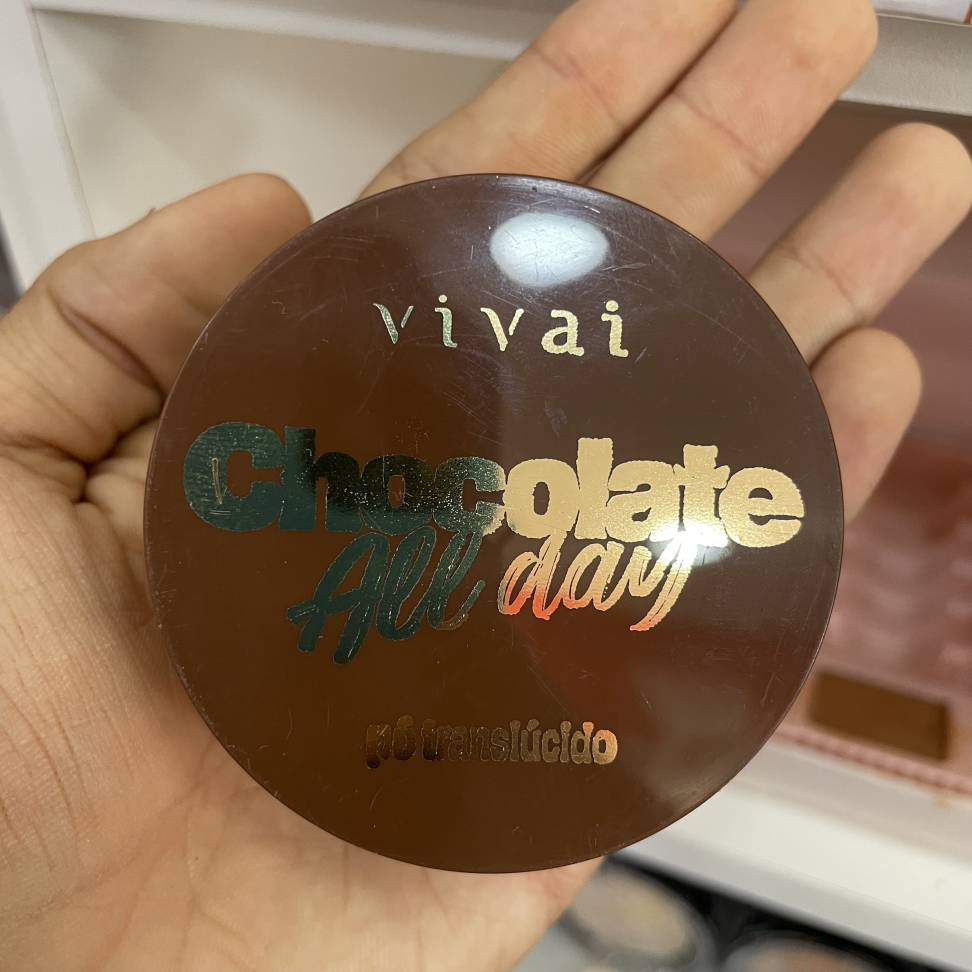 vivai
Chocolate
All day
pó translúcido